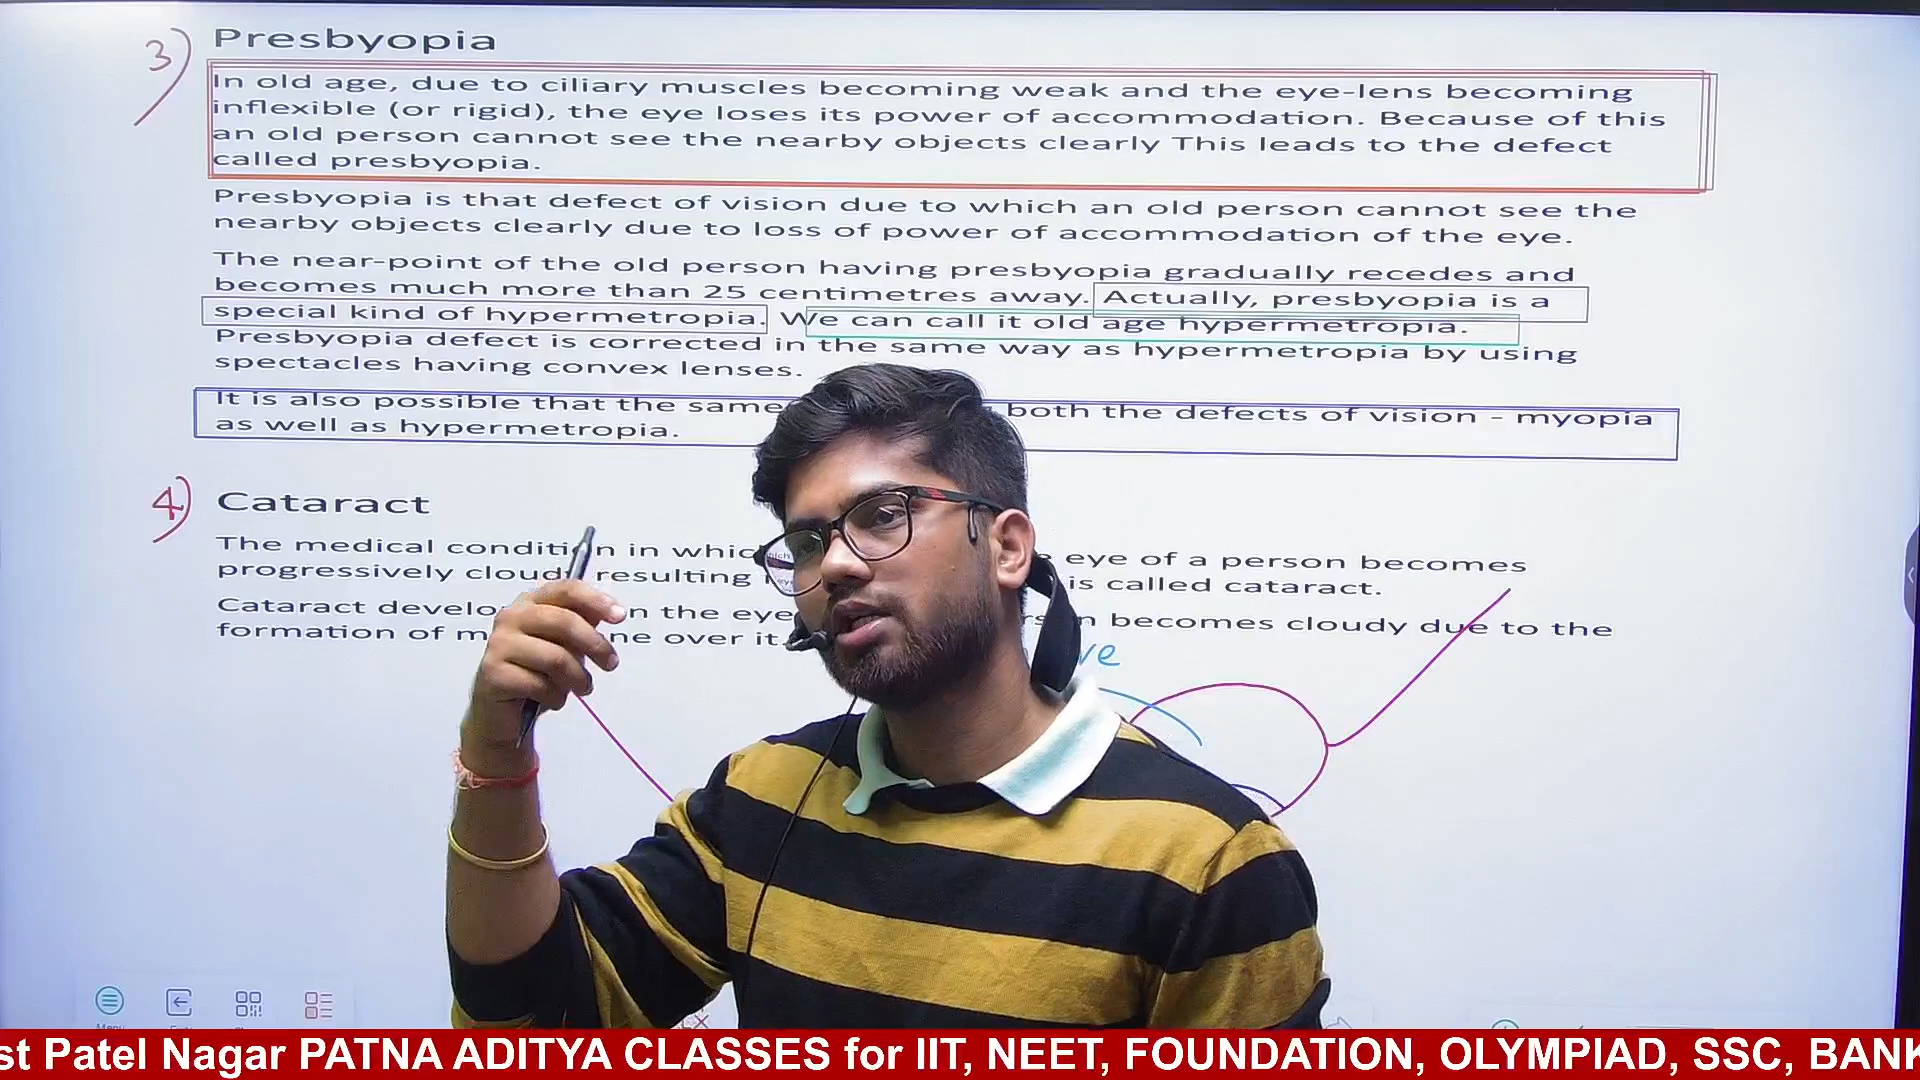 3)
Presbyopia
In old age, due to ciliary muscles becoming weak and the eye-lens becoming
inflexible (or rigid), the eye loses its power of accommodation. Because of this
an old person cannot see the nearby objects clearly This leads to the defect
called presbyopia.
Presbyopia is that defect of vision due to which an old person cannot see the
nearby objects clearly due to loss of power of accommodation of the eye.
The near-point of the old person having presbyopia gradually recedes and
becomes much more than 25 centimetres away. Actually, presbyopia is a
special kind of hypermetropia. We can call it old age hypermetropia.
Presbyopia defect is corrected in the same way as hypermetropia by using
spectacles having convex lenses.
It is also possible that the same both the defects of vision - myopia
as well as hypermetropia.
4)
Cataract
The medical condition in eye of a person becomes
progressively cloudy resulting is called cataract.
Cataract the eye becomes cloudy due to the
formation of over it.
Menu
st Patel Nagar PATNA ADITYA CLASSES for IIT, NEET, FOUNDATION, OLYMPIAD, SSC, BANK